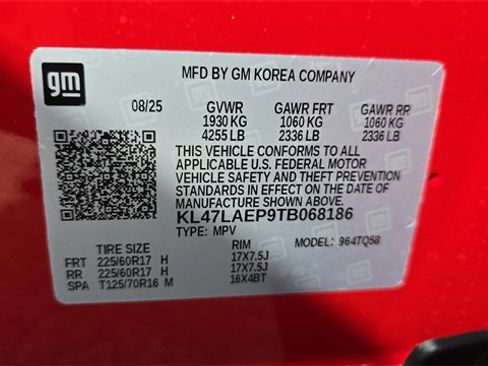 gm
MFD BY GM KOREA COMPANY
08/25 GVWR GAWR FRT GAWR RR
1930 KG 1060 KG 1060 KG
4255 LB 2336 LB 2336 LB
THIS VEHICLE CONFORMS TO ALL
APPLICABLE U.S. FEDERAL MOTOR
VEHICLE SAFETY AND THEFT PREVENTION
STANDARDS IN EFFECT ON THE DATE OF
MANUFACTURE SHOWN ABOVE.
KL47LAEP9TB068186
TYPE: MPV MODEL: 964TQ58
TIRE SIZE RIM
FRT 225/60R17 H 17X7.5J
RR 225/60R17 H 17X7.5J
SPA T125/70R16 M 16X4BT